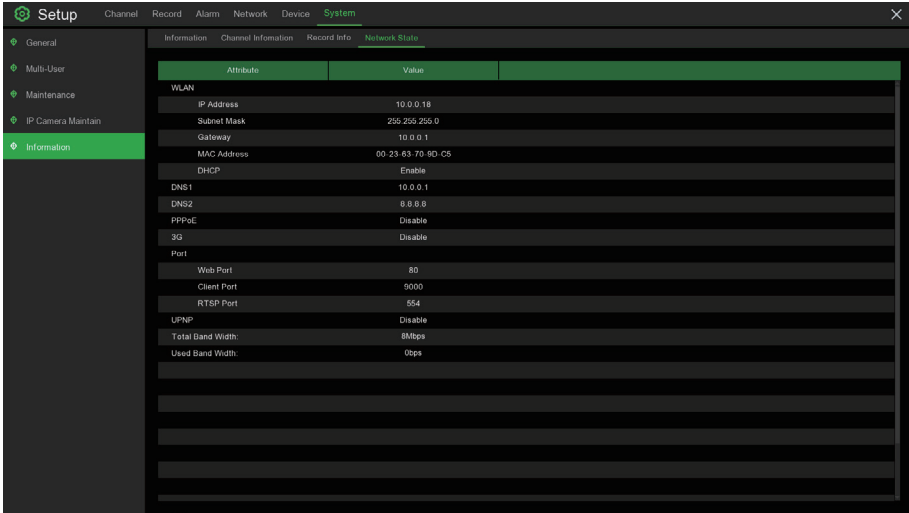 Setup Channel Record Alarm Network Device System
General
Multi-User
Maintenance
IP Camera Maintain
Information
Information Channel Infomation Record Info Network State
Attribute Value
WLAN
IP Address 10.0.0.18
Subnet Mask 255.255.255.0
Gateway 10.0.0.1
MAC Address 00-23-63-70-9D-C5
DHCP Enable
DNS1 10.0.0.1
DNS2 8.8.8.8
PPPoE Disable
3G Disable
Port
Web Port 80
Client Port 9000
RTSP Port 554
UPNP Disable
Total Band Width: 8Mbps
Used Band Width: 0bps